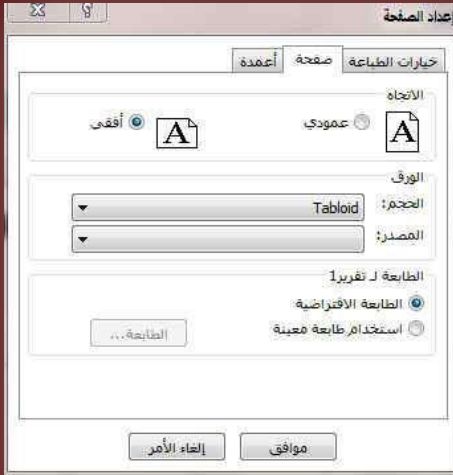 إعداد الصفحة
خيارات الطباعة صفحة أعمدة
الاتجاه
A عمودي A أفقي
الورق
الحجم: Tabloid
المصدر:
الطابعة لـ تقرير1
الطابعة الافتراضية
استخدام طابعة معينة الطابعة...
موافق إلغاء الأمر